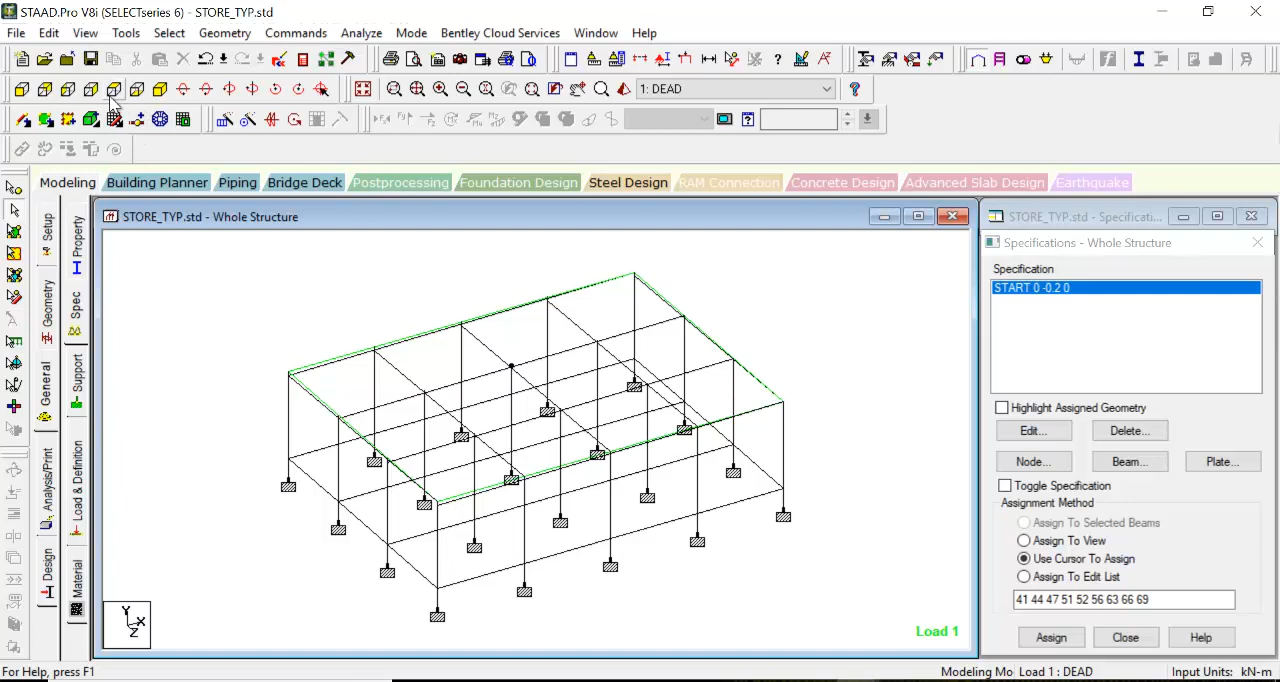 STAAD.Pro V8i (SELECTseries 6) - STORE_TYP.std
File Edit View Tools Select Geometry Commands Analyze Mode Bentley Cloud Services Window Help
1: DEAD
Modeling Building Planner Piping Bridge Deck Postprocessing Foundation Design Steel Design RAM Connection Concrete Design Advanced Slab Design Earthquake
Setup
Geometry
General
Analysis/Print
Design
Property
Spec
Support
Load & Definition
Material
STORE_TYP.std - Whole Structure
Y
X
Z
Load 1
STORE_TYP.std - Specificati...
Specifications - Whole Structure
Specification
START 0 -0.2 0
Highlight Assigned Geometry
Edit... Delete...
Node... Beam... Plate...
Toggle Specification
Assignment Method
Assign To Selected Beams
Assign To View
Use Cursor To Assign
Assign To Edit List
41 44 47 51 52 56 63 66 69
Assign Close Help
For Help, press F1 Modeling Mo Load 1 : DEAD Input Units: kN-m